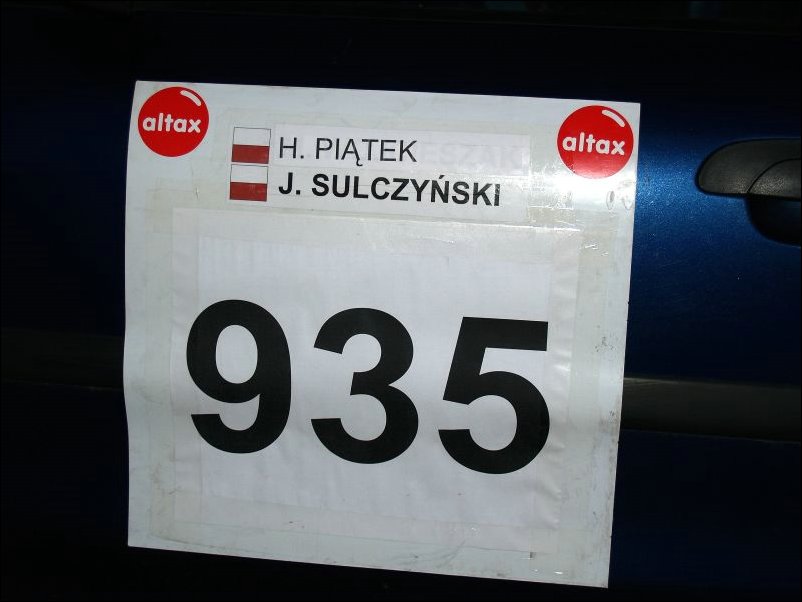 altax
altax
H. PIĄTEK
J. SULCZYŃSKI
935